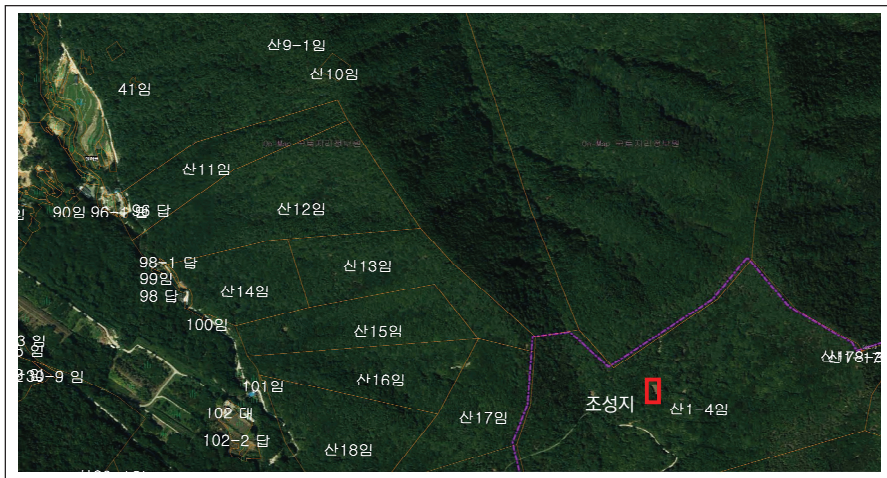 산9-1임
산10임
41임
산11임
산12임
90임 96-1
96 답
98-1 답
99임
98 답
산14임
산13임
100임
산15임
산16임
101임
102 대
102-2 답
산17임
산18임
조성지
산1-4임
30-9 임